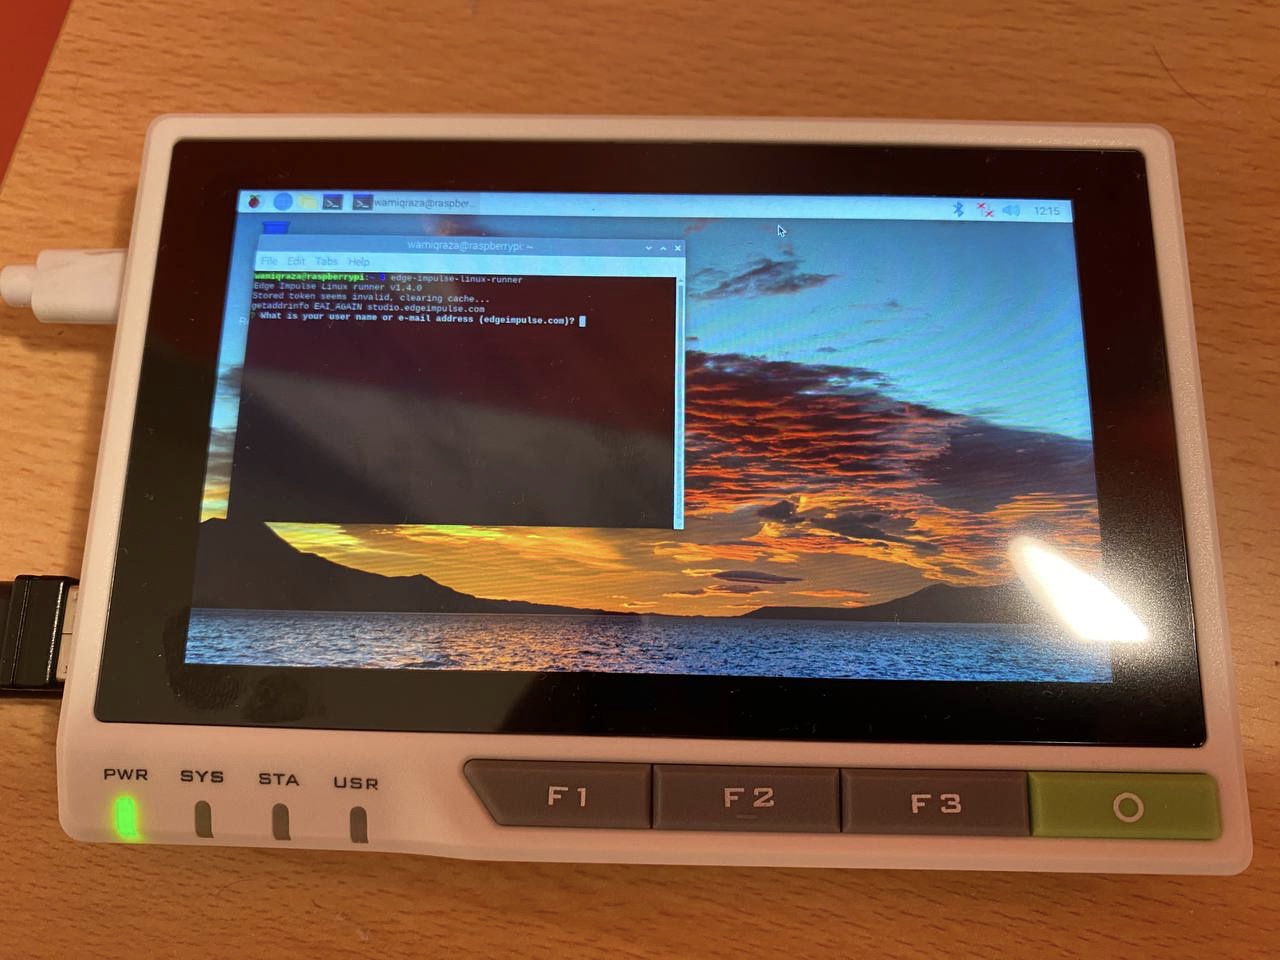 wamiqraza@raspber...
12:15
wamiqraza@raspberrypi: ~
File Edit Tabs Help
wamiqraza@raspberrypi:~ $ edge-impulse-linux-runner
Edge Impulse Linux runner v1.4.0
Stored token seems invalid, clearing cache...
getaddrinfo EAI_AGAIN studio.edgeimpulse.com
? What is your user name or e-mail address (edgeimpulse.com)?
PWR SYS STA USR
F1 F2 F3